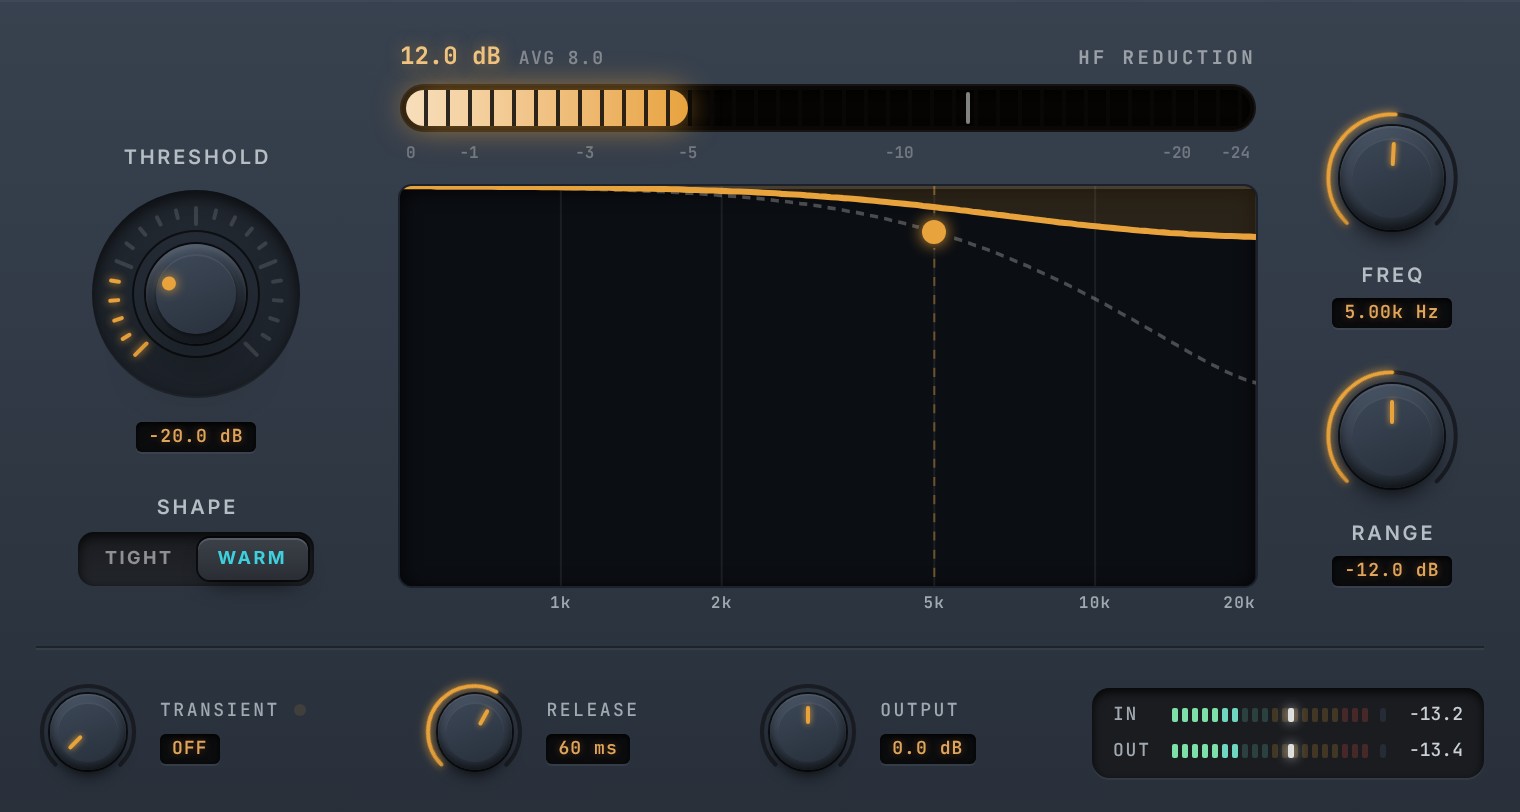 12.0 dB AVG 8.0 HF REDUCTION
0 -1 -3 -5 -10 -20 -24
THRESHOLD
-20.0 dB
SHAPE
TIGHT WARM
1k 2k 5k 10k 20k
FREQ
5.00k Hz
RANGE
-12.0 dB
TRANSIENT
OFF
RELEASE
60 ms
OUTPUT
0.0 dB
IN -13.2
OUT -13.4